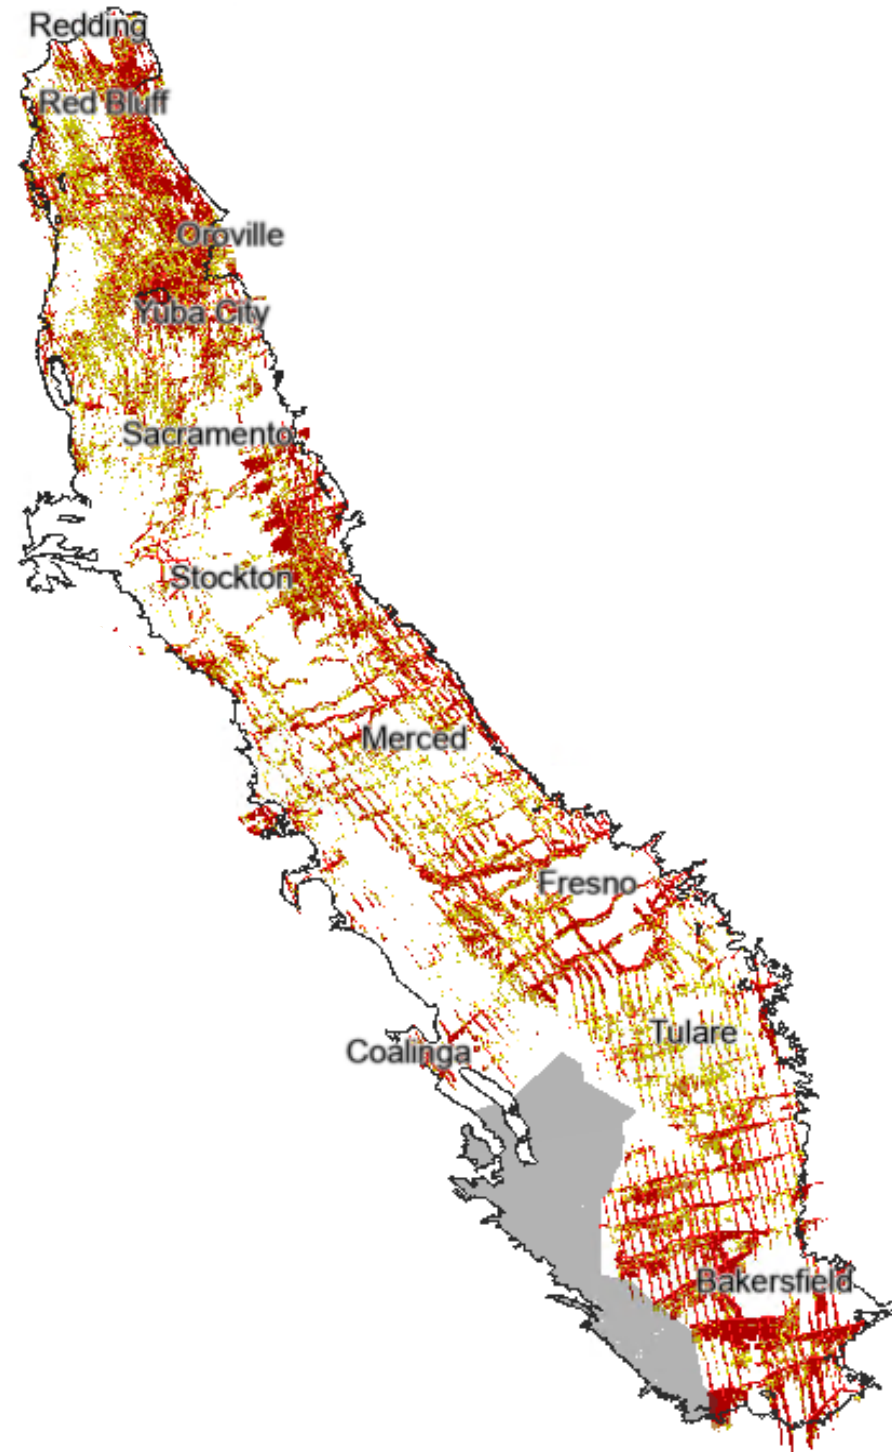 Redding
Red Bluff
Oroville
Yuba City
Sacramento
Stockton
Merced
Fresno
Tulare
Coalinga
Bakersfield